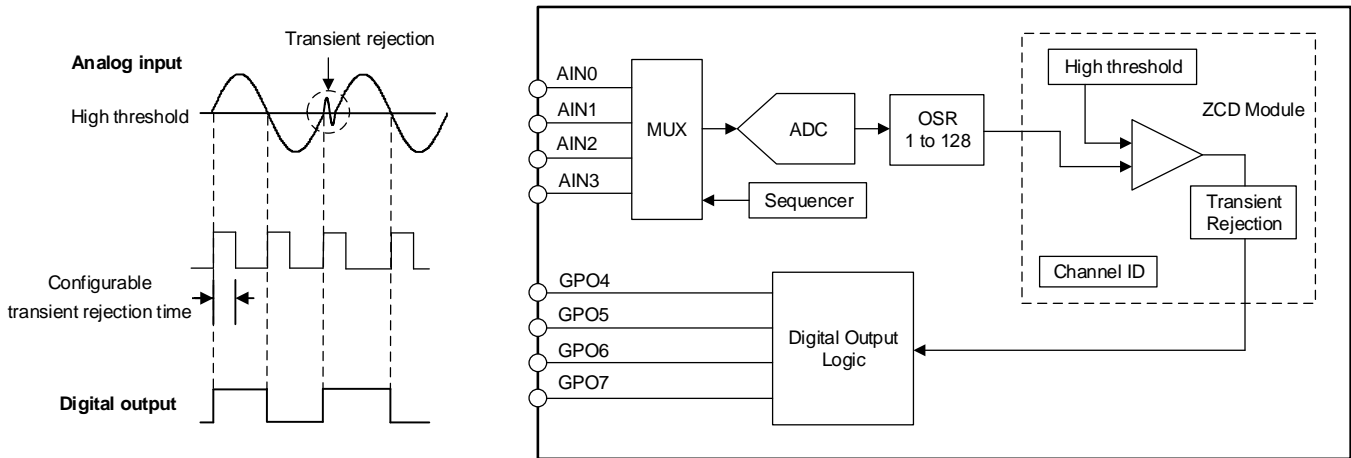 Transient rejection
Analog input
High threshold
Configurable
transient rejection time
Digital output
AIN0
AIN1
AIN2
AIN3
MUX
ADC
OSR
1 to 128
Sequencer
High threshold
ZCD Module
Transient
Rejection
Channel ID
GPO4
GPO5
GPO6
GPO7
Digital Output
Logic